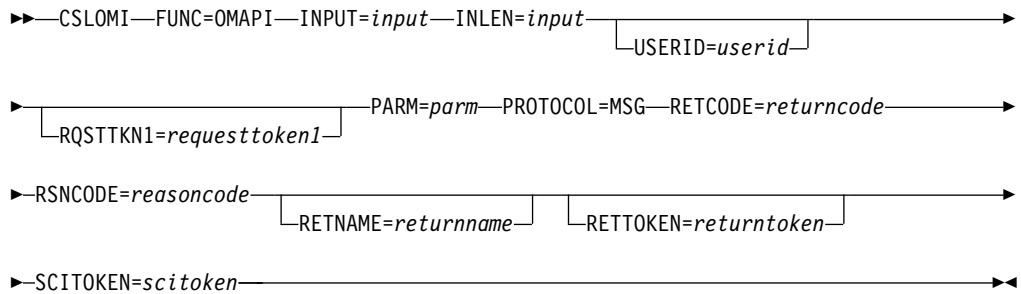 CSLOMI FUNC=OMAPI INPUT=input INLEN=input
USERID=userid
PARM=parm PROTOCOL=MSG RETCODE=returncode
RQSTTKN1=requesttoken1
RSNCODE=reasoncode
RETNAME=returnname RETTOKEN=returntoken
SCITOKEN=scitoken